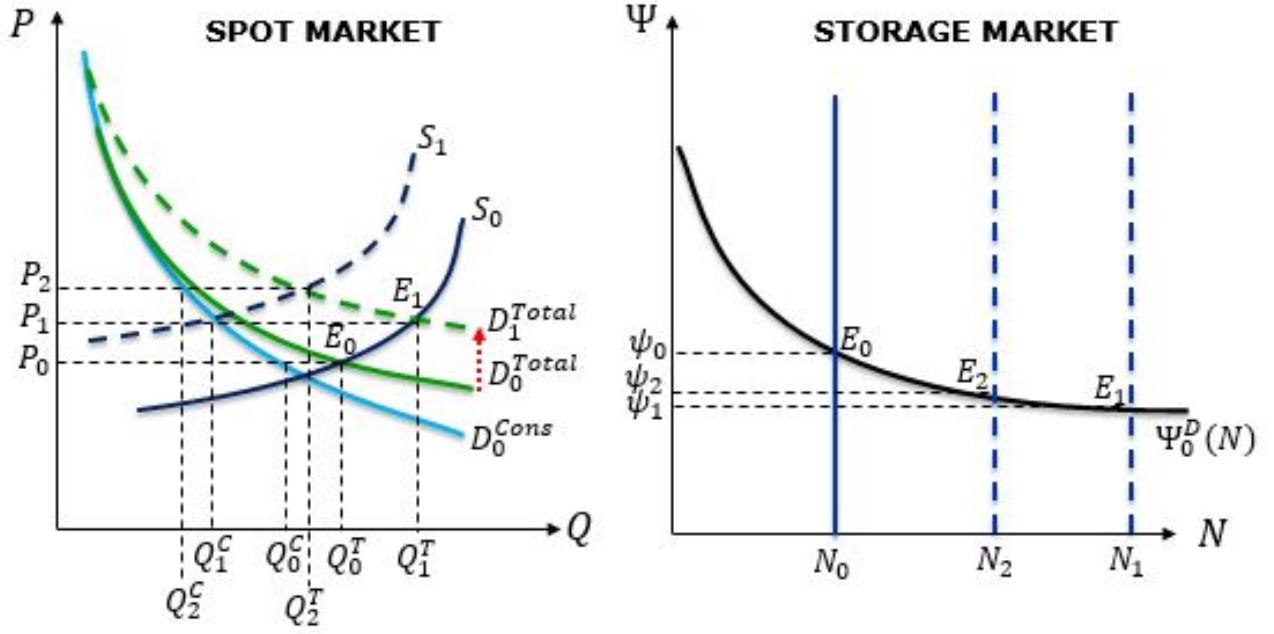 P
SPOT MARKET
S₁
S₀
P₂
P₁
P₀
E₁
E₀
D₁ᵀᵒᵗᵃˡ
D₀ᵀᵒᵗᵃˡ
D₀ᶜᵒⁿˢ
Q
Q₁ᶜ Q₀ᶜ Q₀ᵀ Q₁ᵀ
Q₂ᶜ Q₂ᵀ
Ψ
STORAGE MARKET
ψ₀
ψ₂
ψ₁
E₀
E₂
E₁
Ψ₀ᴰ(N)
N
N₀ N₂ N₁